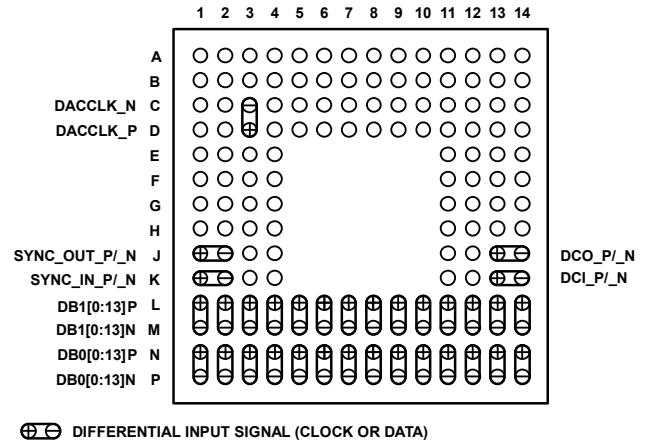 1 2 3 4 5 6 7 8 9 10 11 12 13 14
A
B
DACCLK_N C
DACCLK_P D
E
F
G
H
SYNC_OUT_P/_N J DCO_P/_N
SYNC_IN_P/_N K DCI_P/_N
DB1[0:13]P L
DB1[0:13]N M
DB0[0:13]P N
DB0[0:13]N P
DIFFERENTIAL INPUT SIGNAL (CLOCK OR DATA)